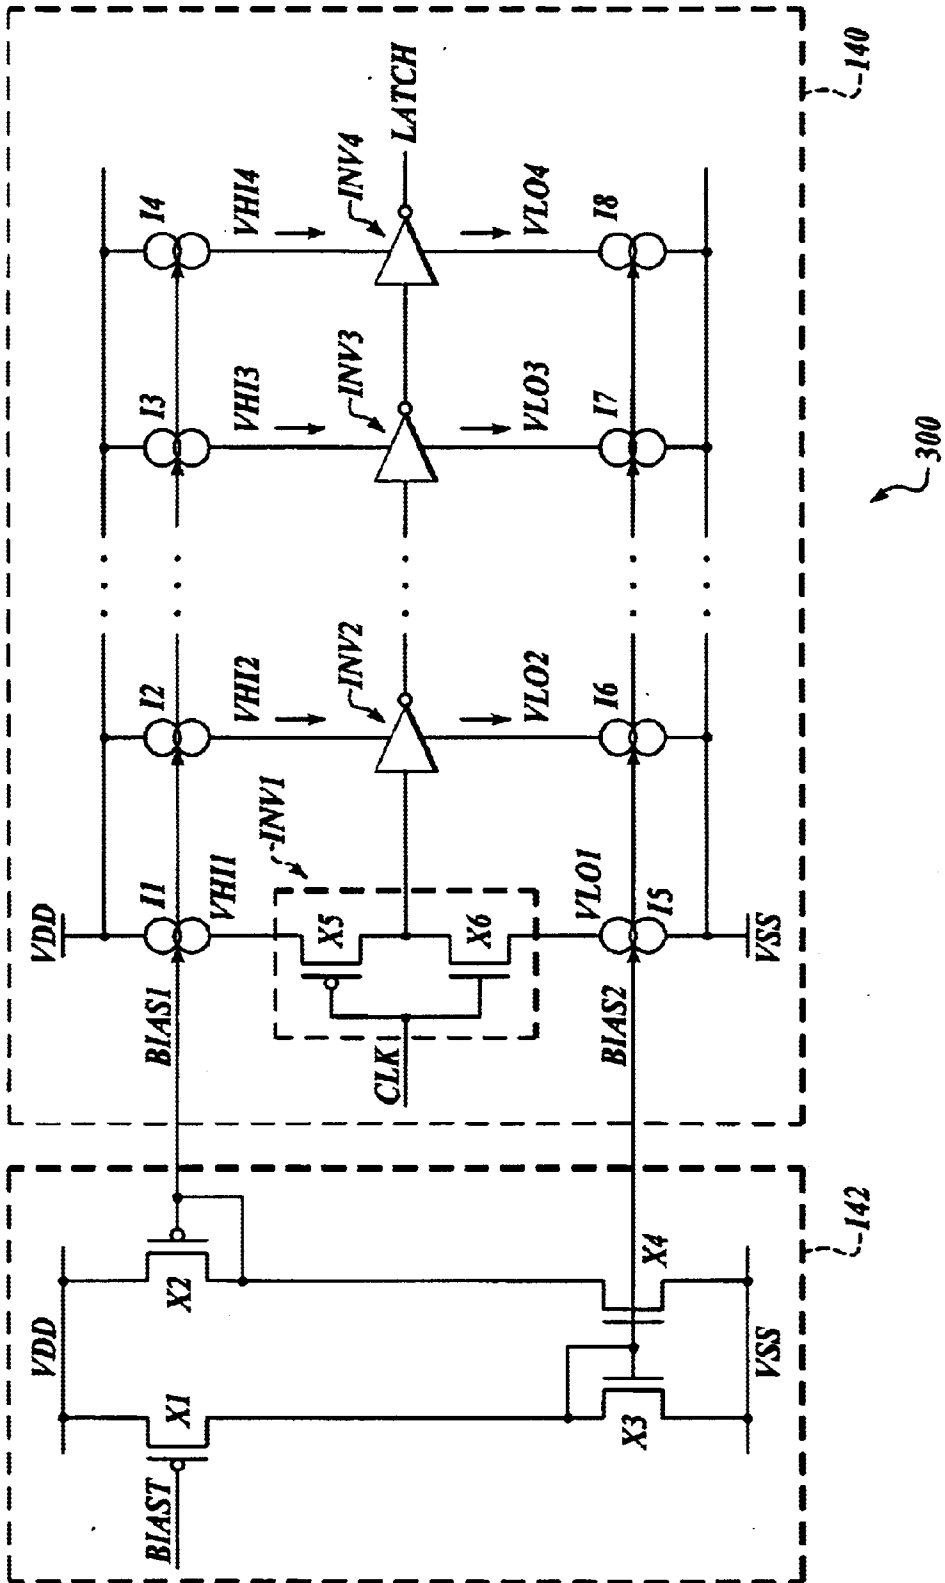 VDD
VDD
I1
I2
I3
I4
BIAS1
VHI1
VHI2
VHI3
VHI4
BIAST
X1
X2
INV1
INV2
INV3
INV4
CLK
X5
X6
LATCH
VLO1
VLO2
VLO3
VLO4
BIAS2
I5
I6
I7
I8
X3
X4
VSS
VSS
142
140
300